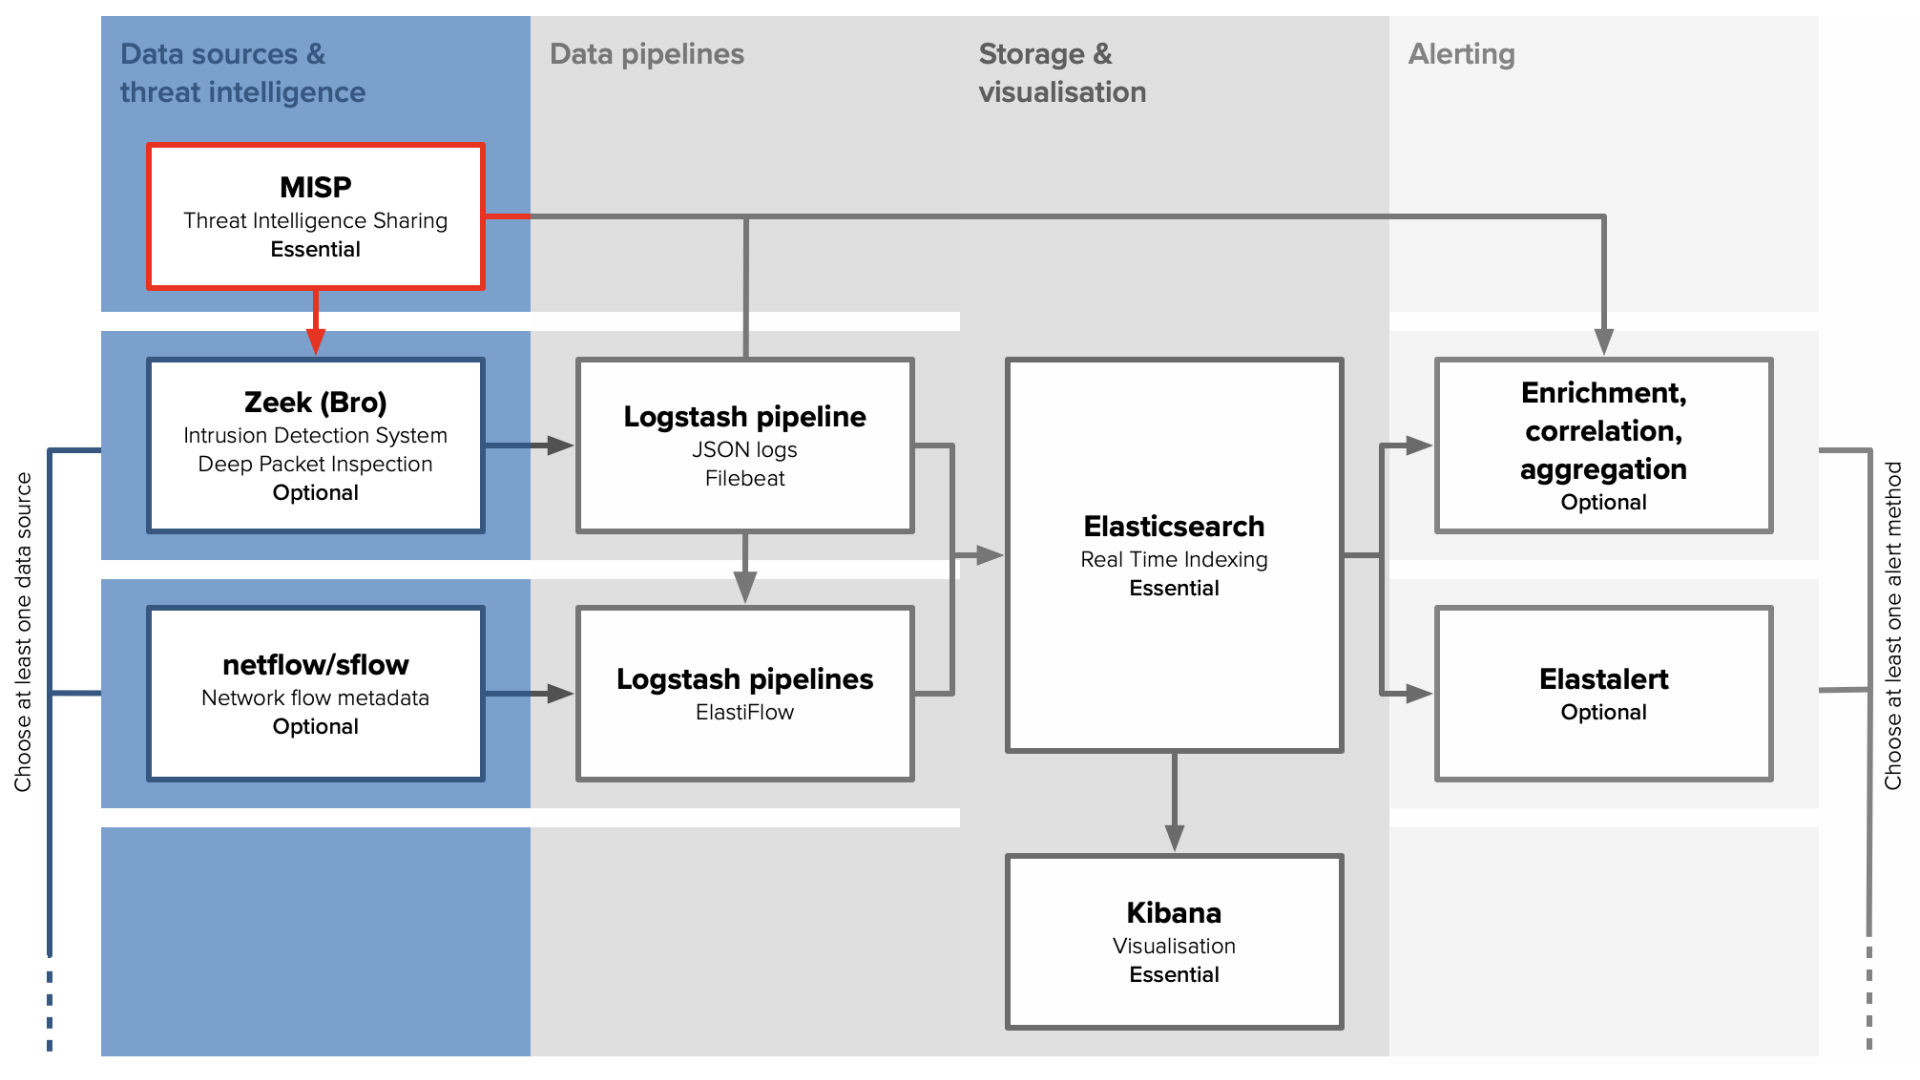 Data sources &
threat intelligence
Data pipelines
Storage &
visualisation
Alerting
MISP
Threat Intelligence Sharing
Essential
Zeek (Bro)
Intrusion Detection System
Deep Packet Inspection
Optional
Logstash pipeline
JSON logs
Filebeat
Elasticsearch
Real Time Indexing
Essential
Enrichment,
correlation,
aggregation
Optional
netflow/sflow
Network flow metadata
Optional
Logstash pipelines
ElastiFlow
Elastalert
Optional
Kibana
Visualisation
Essential
Choose at least one data source
Choose at least one alert method